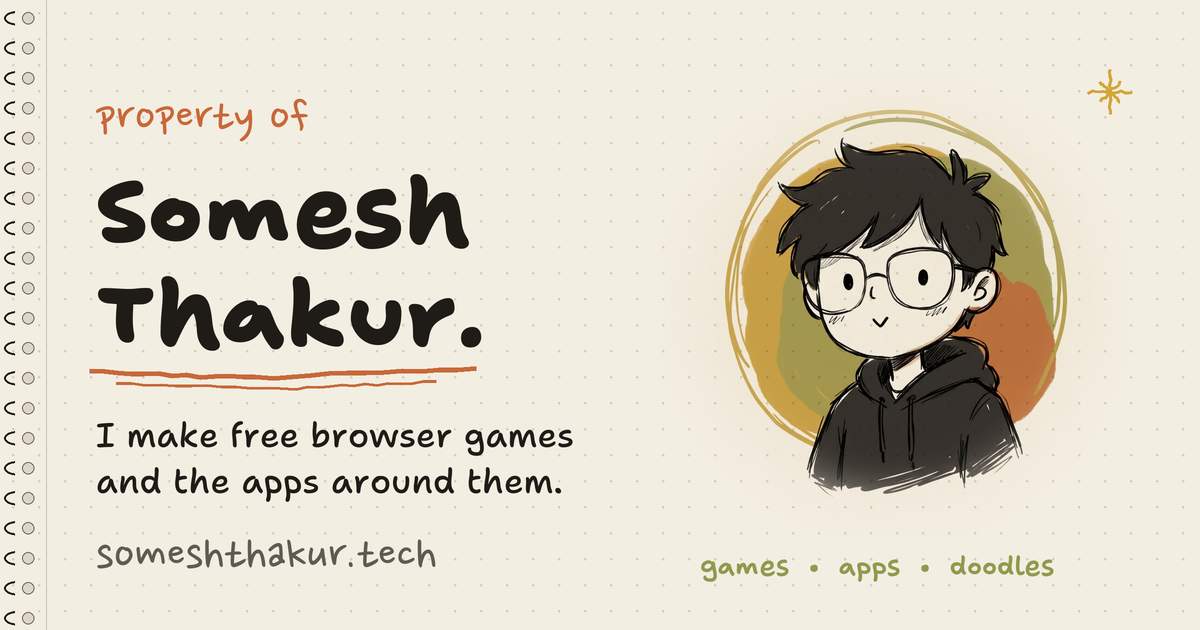 property of
Somesh
Thakur.
I make free browser games
and the apps around them.
someshthakur.tech
games • apps • doodles